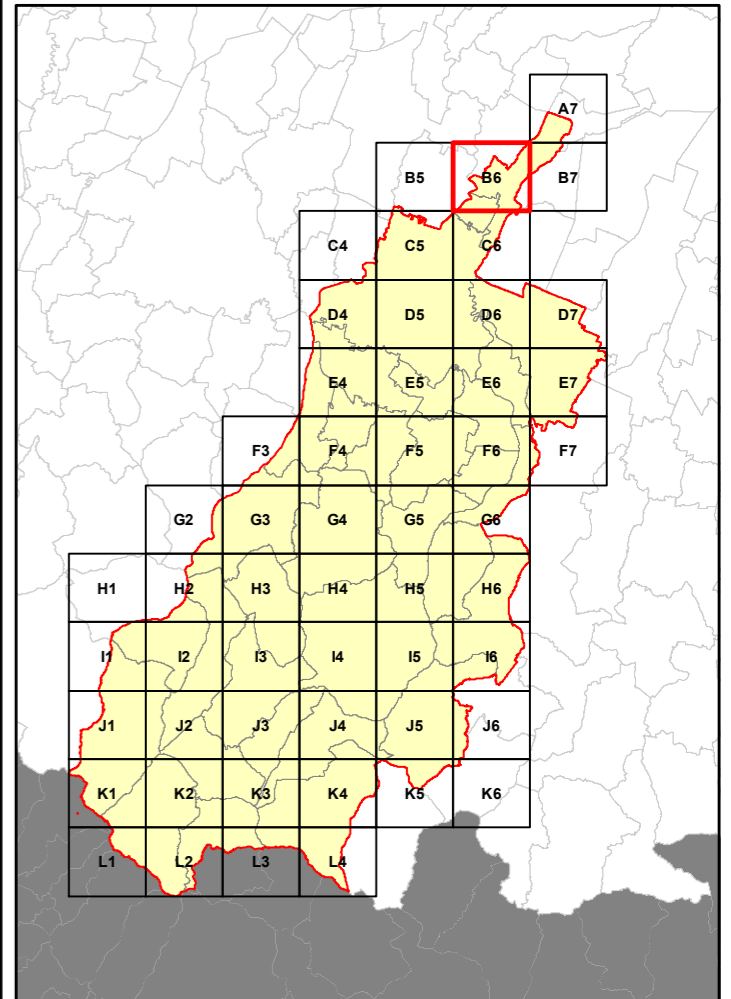 A7
B5 B6 B7
C4 C5 C6
D4 D5 D6 D7
E4 E5 E6 E7
F3 F4 F5 F6 F7
G2 G3 G4 G5 G6
H1 H2 H3 H4 H5 H6
I1 I2 I3 I4 I5 I6
J1 J2 J3 J4 J5 J6
K1 K2 K3 K4 K5 K6
L1 L2 L3 L4